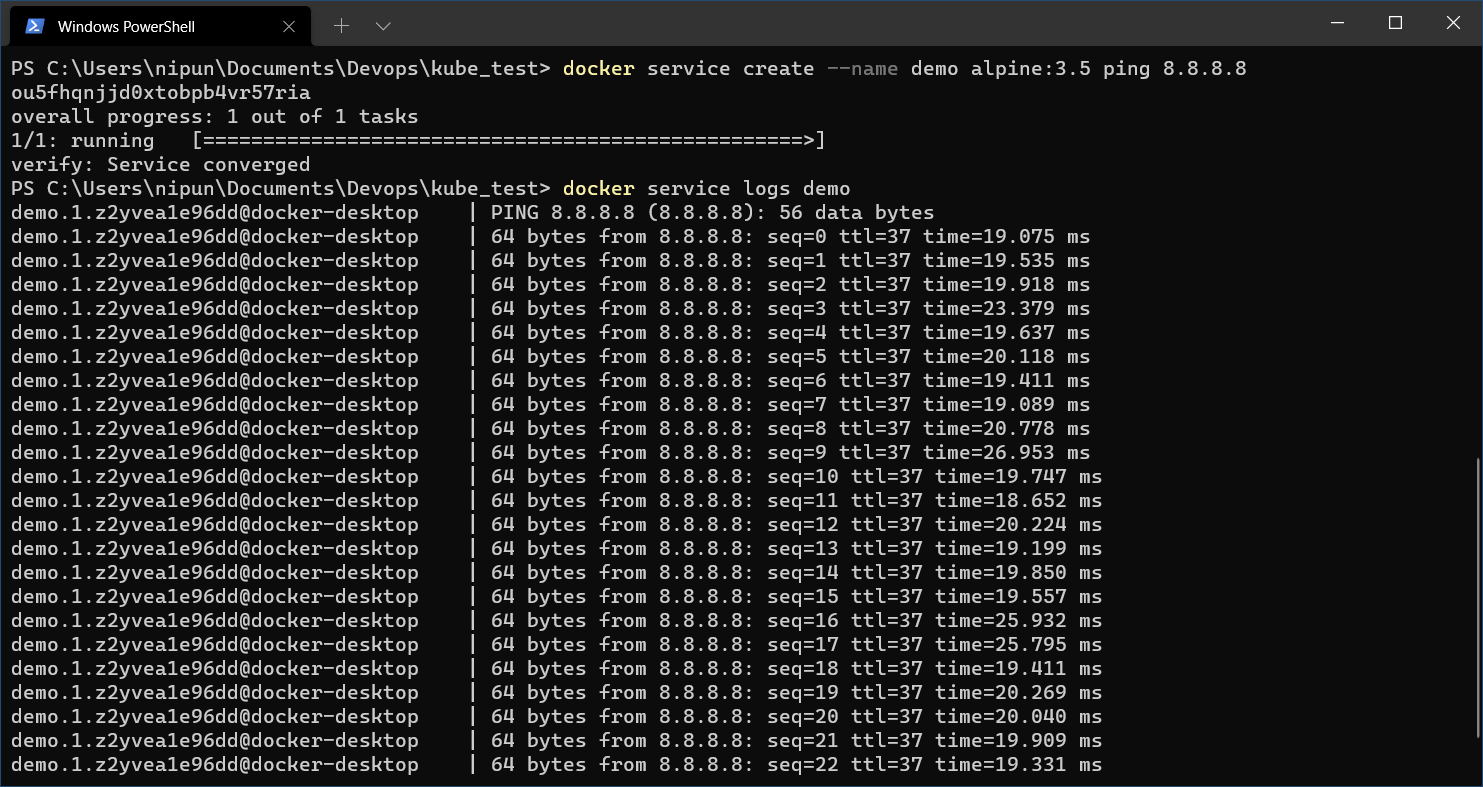 Windows PowerShell
PS C:\Users\nipun\Documents\Devops\kube_test> docker service create --name demo alpine:3.5 ping 8.8.8.8
ou5fhqnjjd0xtobpb4vr57ria
overall progress: 1 out of 1 tasks
1/1: running   [==================================================>]
verify: Service converged
PS C:\Users\nipun\Documents\Devops\kube_test> docker service logs demo
demo.1.z2yvea1e96dd@docker-desktop    | PING 8.8.8.8 (8.8.8.8): 56 data bytes
demo.1.z2yvea1e96dd@docker-desktop    | 64 bytes from 8.8.8.8: seq=0 ttl=37 time=19.075 ms
demo.1.z2yvea1e96dd@docker-desktop    | 64 bytes from 8.8.8.8: seq=1 ttl=37 time=19.535 ms
demo.1.z2yvea1e96dd@docker-desktop    | 64 bytes from 8.8.8.8: seq=2 ttl=37 time=19.918 ms
demo.1.z2yvea1e96dd@docker-desktop    | 64 bytes from 8.8.8.8: seq=3 ttl=37 time=23.379 ms
demo.1.z2yvea1e96dd@docker-desktop    | 64 bytes from 8.8.8.8: seq=4 ttl=37 time=19.637 ms
demo.1.z2yvea1e96dd@docker-desktop    | 64 bytes from 8.8.8.8: seq=5 ttl=37 time=20.118 ms
demo.1.z2yvea1e96dd@docker-desktop    | 64 bytes from 8.8.8.8: seq=6 ttl=37 time=19.411 ms
demo.1.z2yvea1e96dd@docker-desktop    | 64 bytes from 8.8.8.8: seq=7 ttl=37 time=19.089 ms
demo.1.z2yvea1e96dd@docker-desktop    | 64 bytes from 8.8.8.8: seq=8 ttl=37 time=20.778 ms
demo.1.z2yvea1e96dd@docker-desktop    | 64 bytes from 8.8.8.8: seq=9 ttl=37 time=26.953 ms
demo.1.z2yvea1e96dd@docker-desktop    | 64 bytes from 8.8.8.8: seq=10 ttl=37 time=19.747 ms
demo.1.z2yvea1e96dd@docker-desktop    | 64 bytes from 8.8.8.8: seq=11 ttl=37 time=18.652 ms
demo.1.z2yvea1e96dd@docker-desktop    | 64 bytes from 8.8.8.8: seq=12 ttl=37 time=20.224 ms
demo.1.z2yvea1e96dd@docker-desktop    | 64 bytes from 8.8.8.8: seq=13 ttl=37 time=19.199 ms
demo.1.z2yvea1e96dd@docker-desktop    | 64 bytes from 8.8.8.8: seq=14 ttl=37 time=19.850 ms
demo.1.z2yvea1e96dd@docker-desktop    | 64 bytes from 8.8.8.8: seq=15 ttl=37 time=19.557 ms
demo.1.z2yvea1e96dd@docker-desktop    | 64 bytes from 8.8.8.8: seq=16 ttl=37 time=25.932 ms
demo.1.z2yvea1e96dd@docker-desktop    | 64 bytes from 8.8.8.8: seq=17 ttl=37 time=25.795 ms
demo.1.z2yvea1e96dd@docker-desktop    | 64 bytes from 8.8.8.8: seq=18 ttl=37 time=19.411 ms
demo.1.z2yvea1e96dd@docker-desktop    | 64 bytes from 8.8.8.8: seq=19 ttl=37 time=20.269 ms
demo.1.z2yvea1e96dd@docker-desktop    | 64 bytes from 8.8.8.8: seq=20 ttl=37 time=20.040 ms
demo.1.z2yvea1e96dd@docker-desktop    | 64 bytes from 8.8.8.8: seq=21 ttl=37 time=19.909 ms
demo.1.z2yvea1e96dd@docker-desktop    | 64 bytes from 8.8.8.8: seq=22 ttl=37 time=19.331 ms